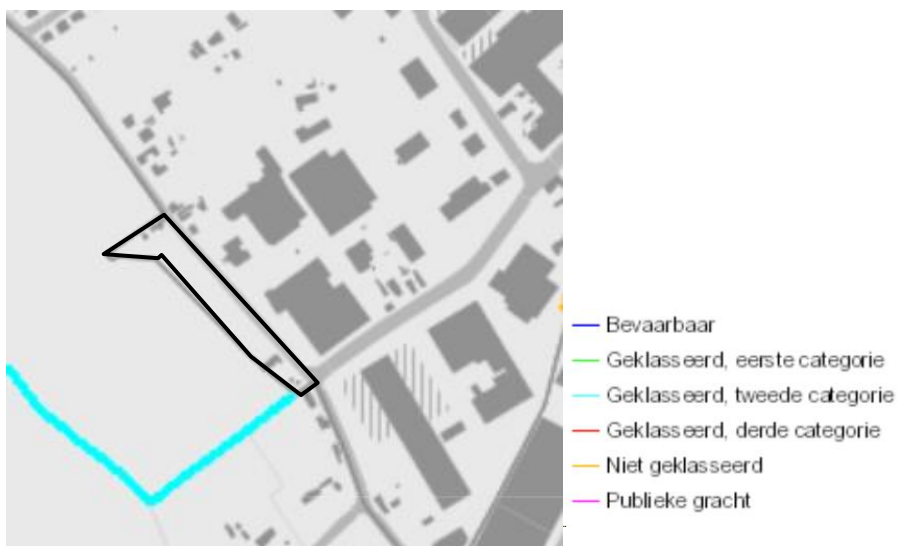 Bevaarbaar
Geklasseerd, eerste categorie
Geklasseerd, tweede categorie
Geklasseerd, derde categorie
Niet geklasseerd
Publieke gracht